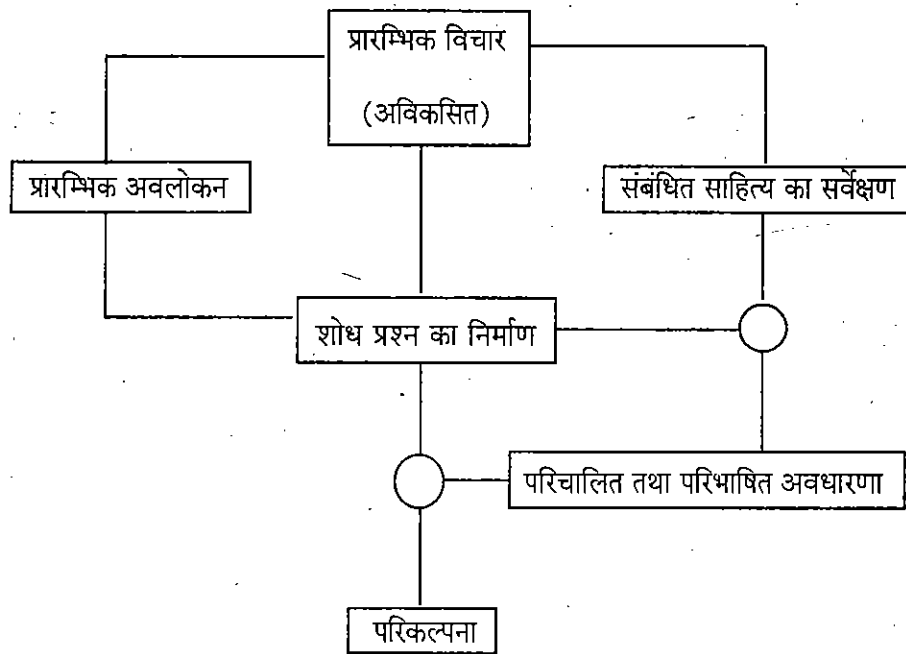 प्रारम्भिक विचार
(अविकसित)
प्रारम्भिक अवलोकन
संबंधित साहित्य का सर्वेक्षण
शोध प्रश्न का निर्माण
परिचालित तथा परिभाषित अवधारणा
परिकल्पना